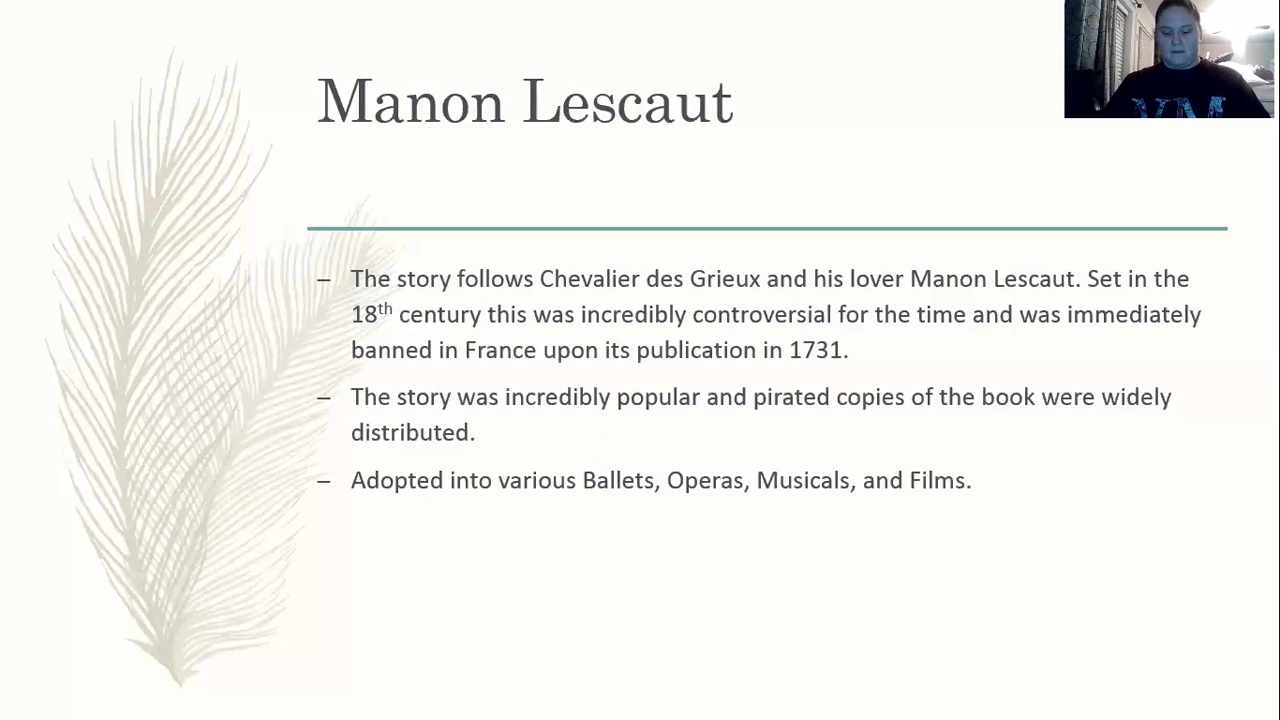 Manon Lescaut
– The story follows Chevalier des Grieux and his lover Manon Lescaut. Set in the
18th century this was incredibly controversial for the time and was immediately
banned in France upon its publication in 1731.
– The story was incredibly popular and pirated copies of the book were widely
distributed.
– Adopted into various Ballets, Operas, Musicals, and Films.